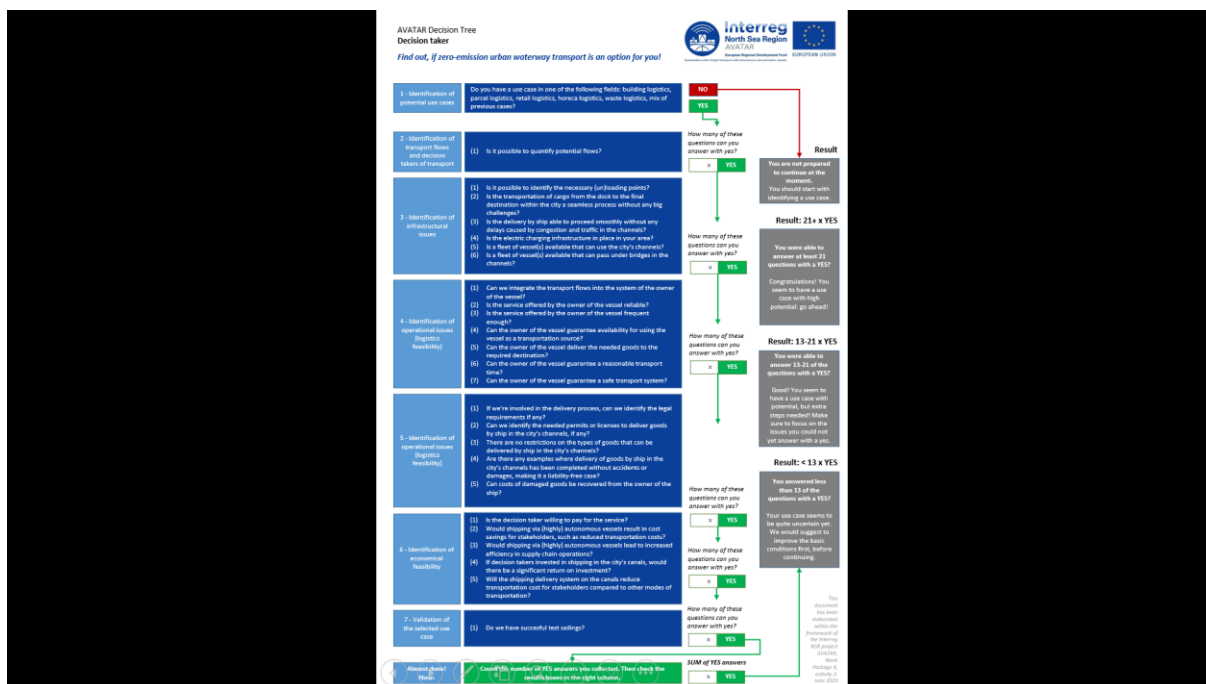 AVATAR Decision Tree
Decision taker
Find out, if zero-emission urban waterway transport is an option for you!
Interreg
North Sea Region
AVATAR
European Regional Development Fund
EUROPEAN UNION
1 - Identification of
potential use cases
Do you have a use case in one of the following fields: building logistics,
parcel logistics, retail logistics, horeca logistics, waste logistics, mix of
previous cases?
NO
YES
2 - Identification of
transport flows
and decision
takers of transport
(1) Is it possible to quantify potential flows?
How many of these
questions can you
answer with yes?
x YES
Result
You are not prepared
to continue at the
moment.
You should start with
identifying a use case.
3 - Identification of
infrastructural
issues
(1) Is it possible to identify the necessary (un)loading points?
(2) Is the transportation of cargo from the dock to the final
destination within the city a seamless process without any big
challenges?
(3) Is the delivery by ship able to proceed smoothly without any
delays caused by congestion and traffic in the channels?
(4) Is the electric charging infrastructure in place in your area?
(5) Is a fleet of vessel(s) available that can use the city's channels?
(6) Is a fleet of vessel(s) available that can pass under bridges in the
channels?
How many of these
questions can you
answer with yes?
x YES
Result: 21+ x YES
You were able to
answer at least 21
questions with a YES?
Congratulations! You
seem to have a use
case with high
potential: go ahead!
4 - Identification of
operational issues
(logistics
feasibility)
(1) Can we integrate the transport flows into the system of the owner
of the vessel?
(2) Is the service offered by the owner of the vessel reliable?
(3) Is the service offered by the owner of the vessel frequent
enough?
(4) Can the owner of the vessel guarantee availability for using the
vessel as a transportation source?
(5) Can the owner of the vessel deliver the needed goods to the
required destination?
(6) Can the owner of the vessel guarantee a reasonable transport
time?
(7) Can the owner of the vessel guarantee a safe transport system?
How many of these
questions can you
answer with yes?
x YES
Result: 13-21 x YES
You were able to
answer 13-21 of the
questions with a YES?
Good! You seem to
have a use case with
potential, but extra
steps needed! Make
sure to focus on the
issues you could not
yet answer with a yes.
5 - Identification of
operational issues
(logistics
feasibility)
(1) If we're involved in the delivery process, can we identify the legal
requirements if any?
(2) Can we identify the needed permits or licenses to deliver goods
by ship in the city's channels, if any?
(3) There are no restrictions on the types of goods that can be
delivered by ship in the city's channels?
(4) Are there any examples where delivery of goods by ship in the
city's channels has been completed without accidents or
damages, making it a liability-free case?
(5) Can costs of damaged goods be recovered from the owner of the
ship?
How many of these
questions can you
answer with yes?
x YES
Result: < 13 x YES
You answered less
than 13 of the
questions with a YES?
Your use case seems to
be quite uncertain yet.
We would suggest to
improve the basic
conditions first, before
continuing.
6 - Identification of
economical
feasibility
(1) Is the decision taker willing to pay for the service?
(2) Would shipping via (highly) autonomous vessels result in cost
savings for stakeholders, such as reduced transportation costs?
(3) Would shipping via (highly) autonomous vessels lead to increased
efficiency in supply chain operations?
(4) If decision takers invested in shipping in the city's canals, would
there be a significant return on investment?
(5) Will the shipping delivery system on the canals reduce
transportation cost for stakeholders compared to other modes of
transportation?
How many of these
questions can you
answer with yes?
x YES
7 - Validation of
the selected use
case
(1) Do we have succesful test sailings?
How many of these
questions can you
answer with yes?
x YES
Almost done!
Now:
Count the number of YES answers you collected. Then check the
results boxes in the right column.
SUM of YES answers
x YES
This
document
has been
elaborated
within the
framework of
the Interreg
NSR project
AVATAR,
Work
Package 6,
activity 2.
June 2023